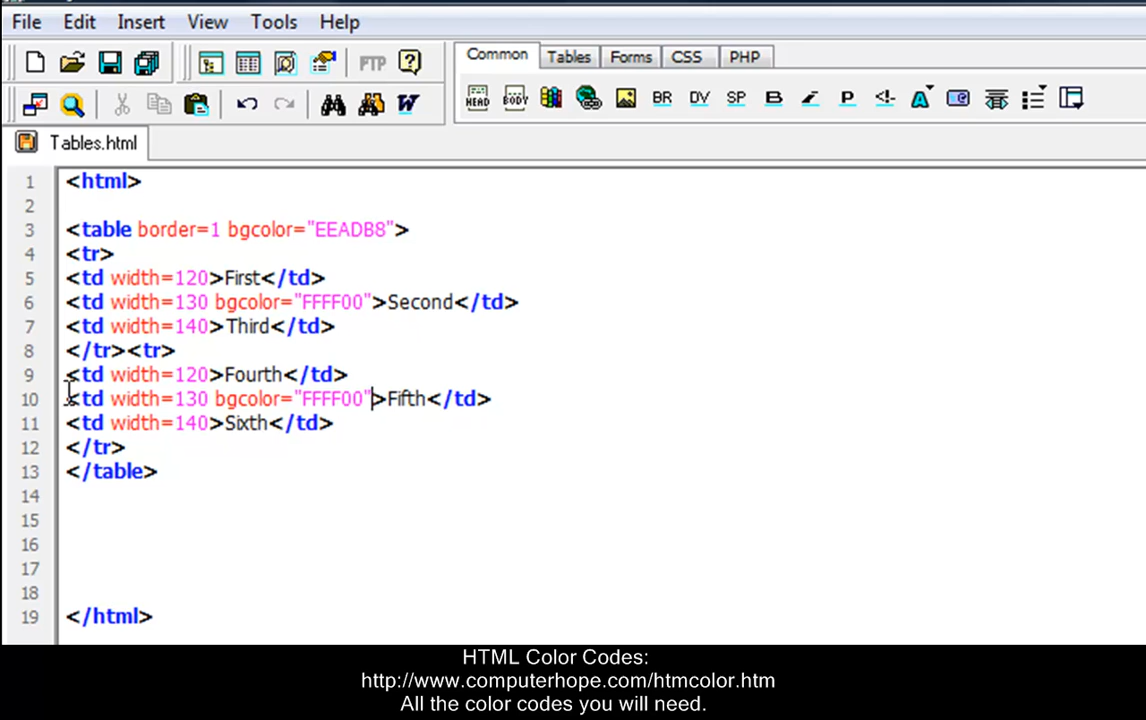 File Edit Insert View Tools Help
FTP
Common Tables Forms CSS PHP
HEAD BODY BR DV SP B P
Tables.html
1 <html>
2
3 <table border=1 bgcolor="EEADB8">
4 <tr>
5 <td width=120>First</td>
6 <td width=130 bgcolor="FFFF00">Second</td>
7 <td width=140>Third</td>
8 </tr><tr>
9 <td width=120>Fourth</td>
10 <td width=130 bgcolor="FFFF00">Fifth</td>
11 <td width=140>Sixth</td>
12 </tr>
13 </table>
14
15
16
17
18
19 </html>
HTML Color Codes:
http://www.computerhope.com/htmcolor.htm
All the color codes you will need.